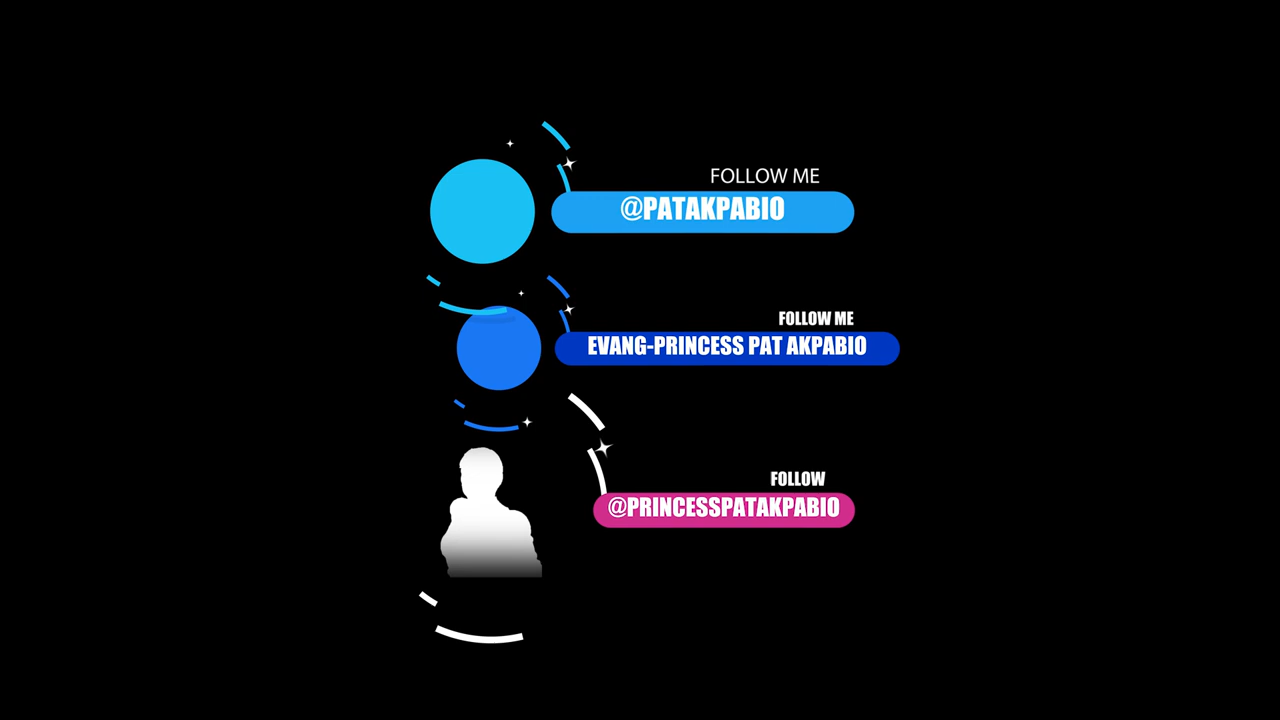 FOLLOW ME
@PATAKPABIO
FOLLOW ME
EVANG-PRINCESS PAT AKPABIO
FOLLOW
@PRINCESSPATAKPABIO